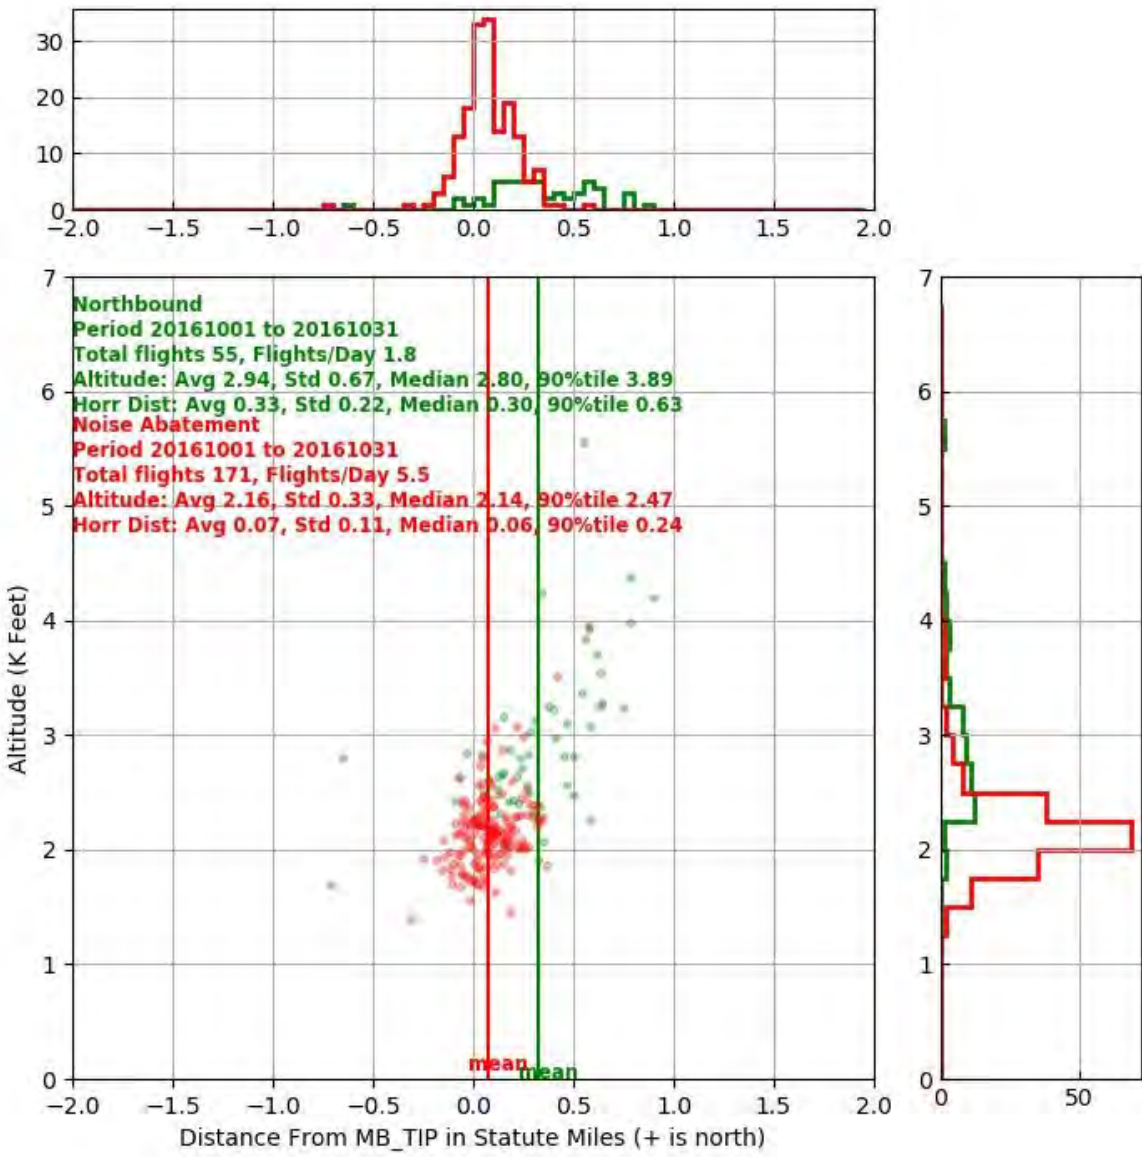 30
20
10
0
−2.0 −1.5 −1.0 −0.5 0.0 0.5 1.0 1.5 2.0
7
6
5
4
3
2
1
0
Altitude (K Feet)
Northbound
Period 20161001 to 20161031
Total flights 55, Flights/Day 1.8
Altitude: Avg 2.94, Std 0.67, Median 2.80, 90%tile 3.89
Horr Dist: Avg 0.33, Std 0.22, Median 0.30, 90%tile 0.63
Noise Abatement
Period 20161001 to 20161031
Total flights 171, Flights/Day 5.5
Altitude: Avg 2.16, Std 0.33, Median 2.14, 90%tile 2.47
Horr Dist: Avg 0.07, Std 0.11, Median 0.06, 90%tile 0.24
mean
mean
−2.0 −1.5 −1.0 −0.5 0.0 0.5 1.0 1.5 2.0
Distance From MB_TIP in Statute Miles (+ is north)
7
6
5
4
3
2
1
0
0 50